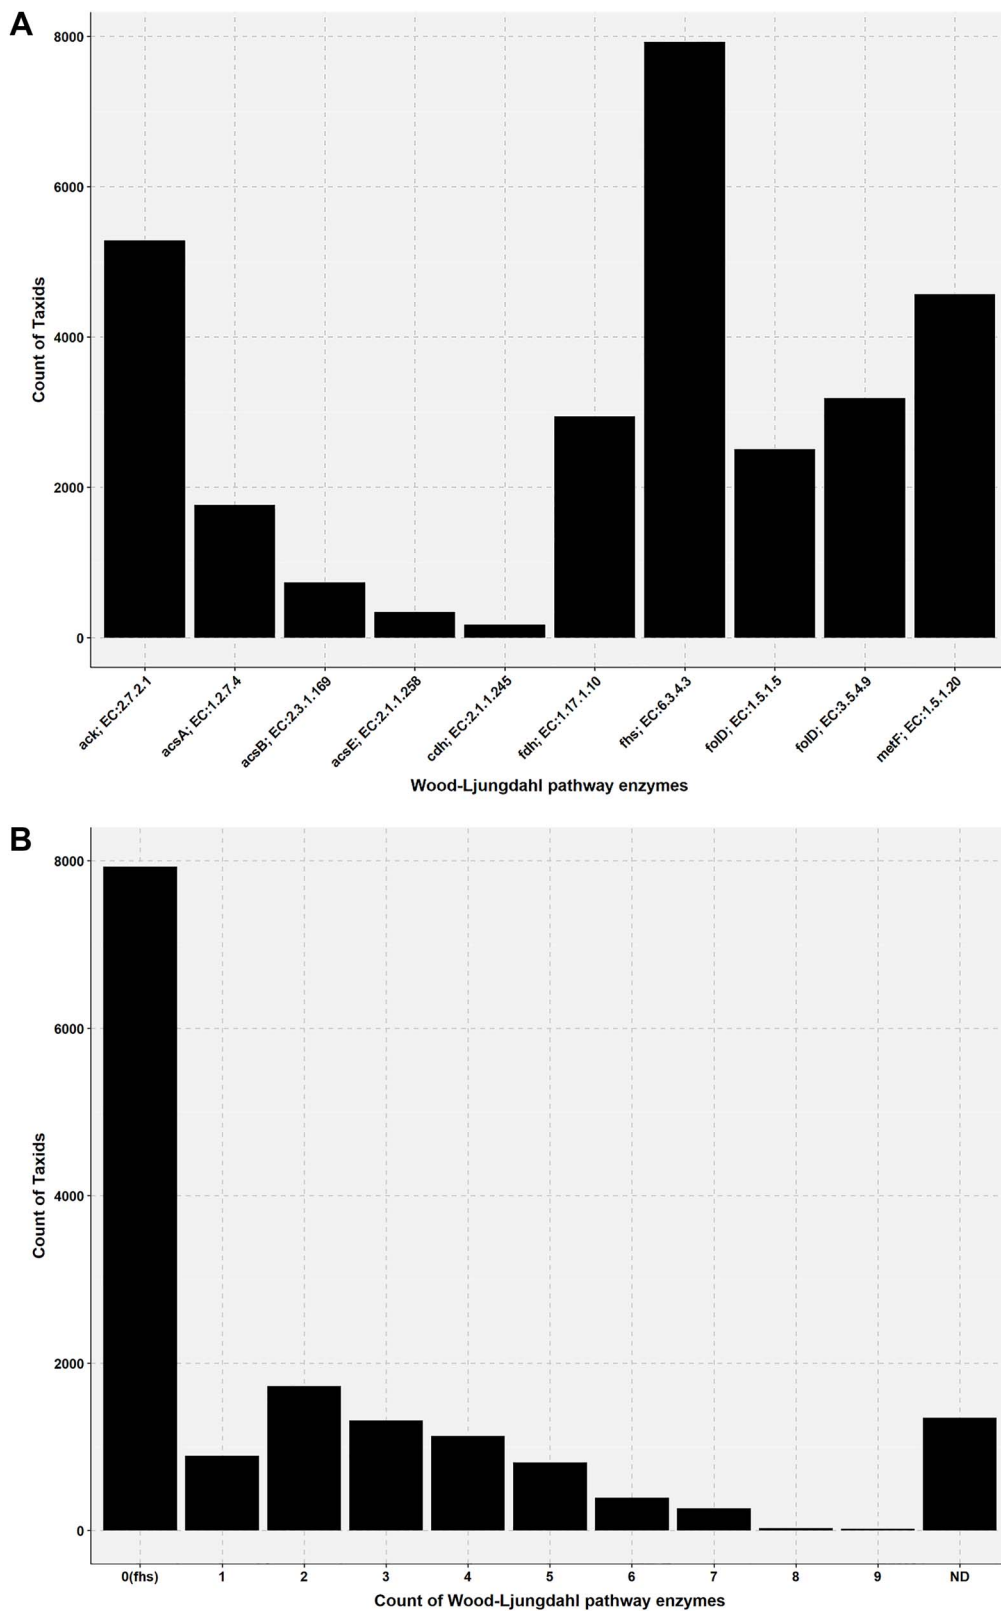 A
8000
6000
4000
2000
0
Count of Taxids
ack; EC:2.7.2.1
acsA; EC:1.2.7.4
acsB; EC:2.3.1.169
acsE; EC:2.1.1.258
cdh; EC:2.1.1.245
fdh; EC:1.17.1.10
fhs; EC:6.3.4.3
folD; EC:1.5.1.5
folD; EC:3.5.4.9
metF; EC:1.5.1.20
Wood-Ljungdahl pathway enzymes
B
8000
6000
4000
2000
0
Count of Taxids
0(fhs) 1 2 3 4 5 6 7 8 9 ND
Count of Wood-Ljungdahl pathway enzymes